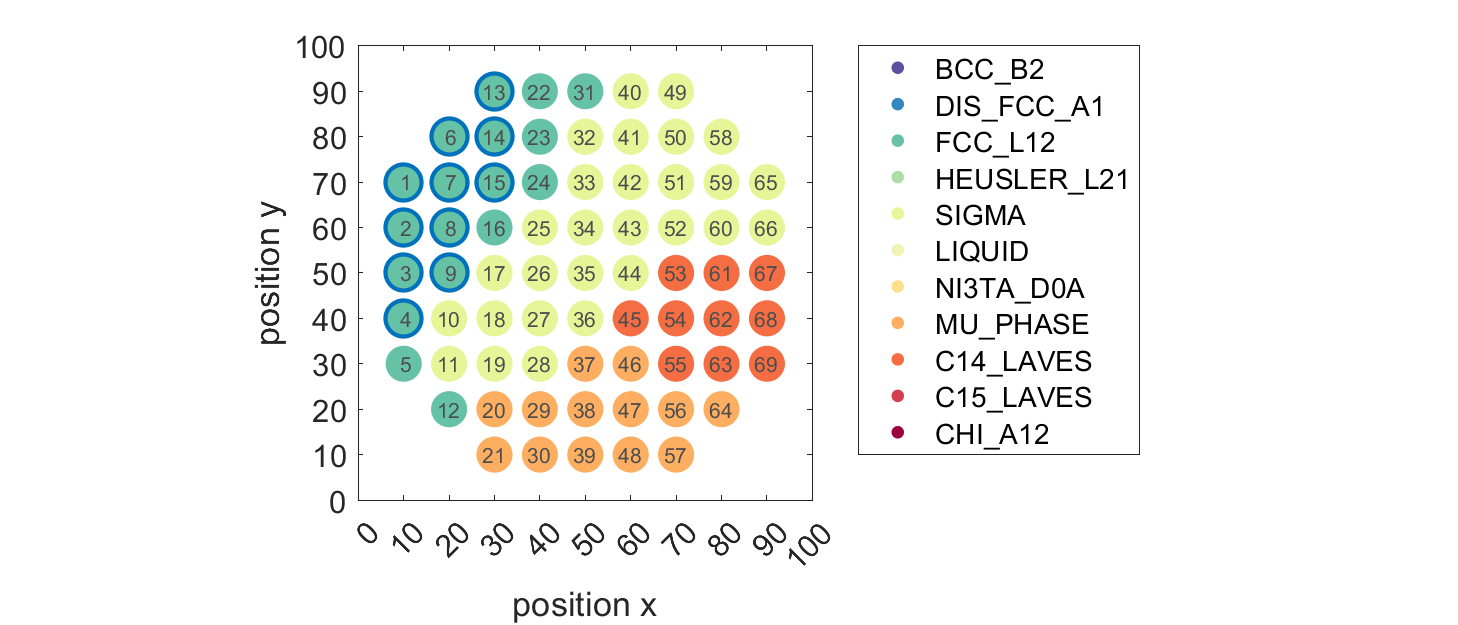 100
90
80
70
60
50
40
30
20
10
0
position y
13 22 31 40 49
6 14 23 32 41 50 58
1 7 15 24 33 42 51 59 65
2 8 16 25 34 43 52 60 66
3 9 17 26 35 44 53 61 67
4 10 18 27 36 45 54 62 68
5 11 19 28 37 46 55 63 69
12 20 29 38 47 56 64
21 30 39 48 57
0 10 20 30 40 50 60 70 80 90 100
position x
BCC_B2
DIS_FCC_A1
FCC_L12
HEUSLER_L21
SIGMA
LIQUID
NI3TA_D0A
MU_PHASE
C14_LAVES
C15_LAVES
CHI_A12